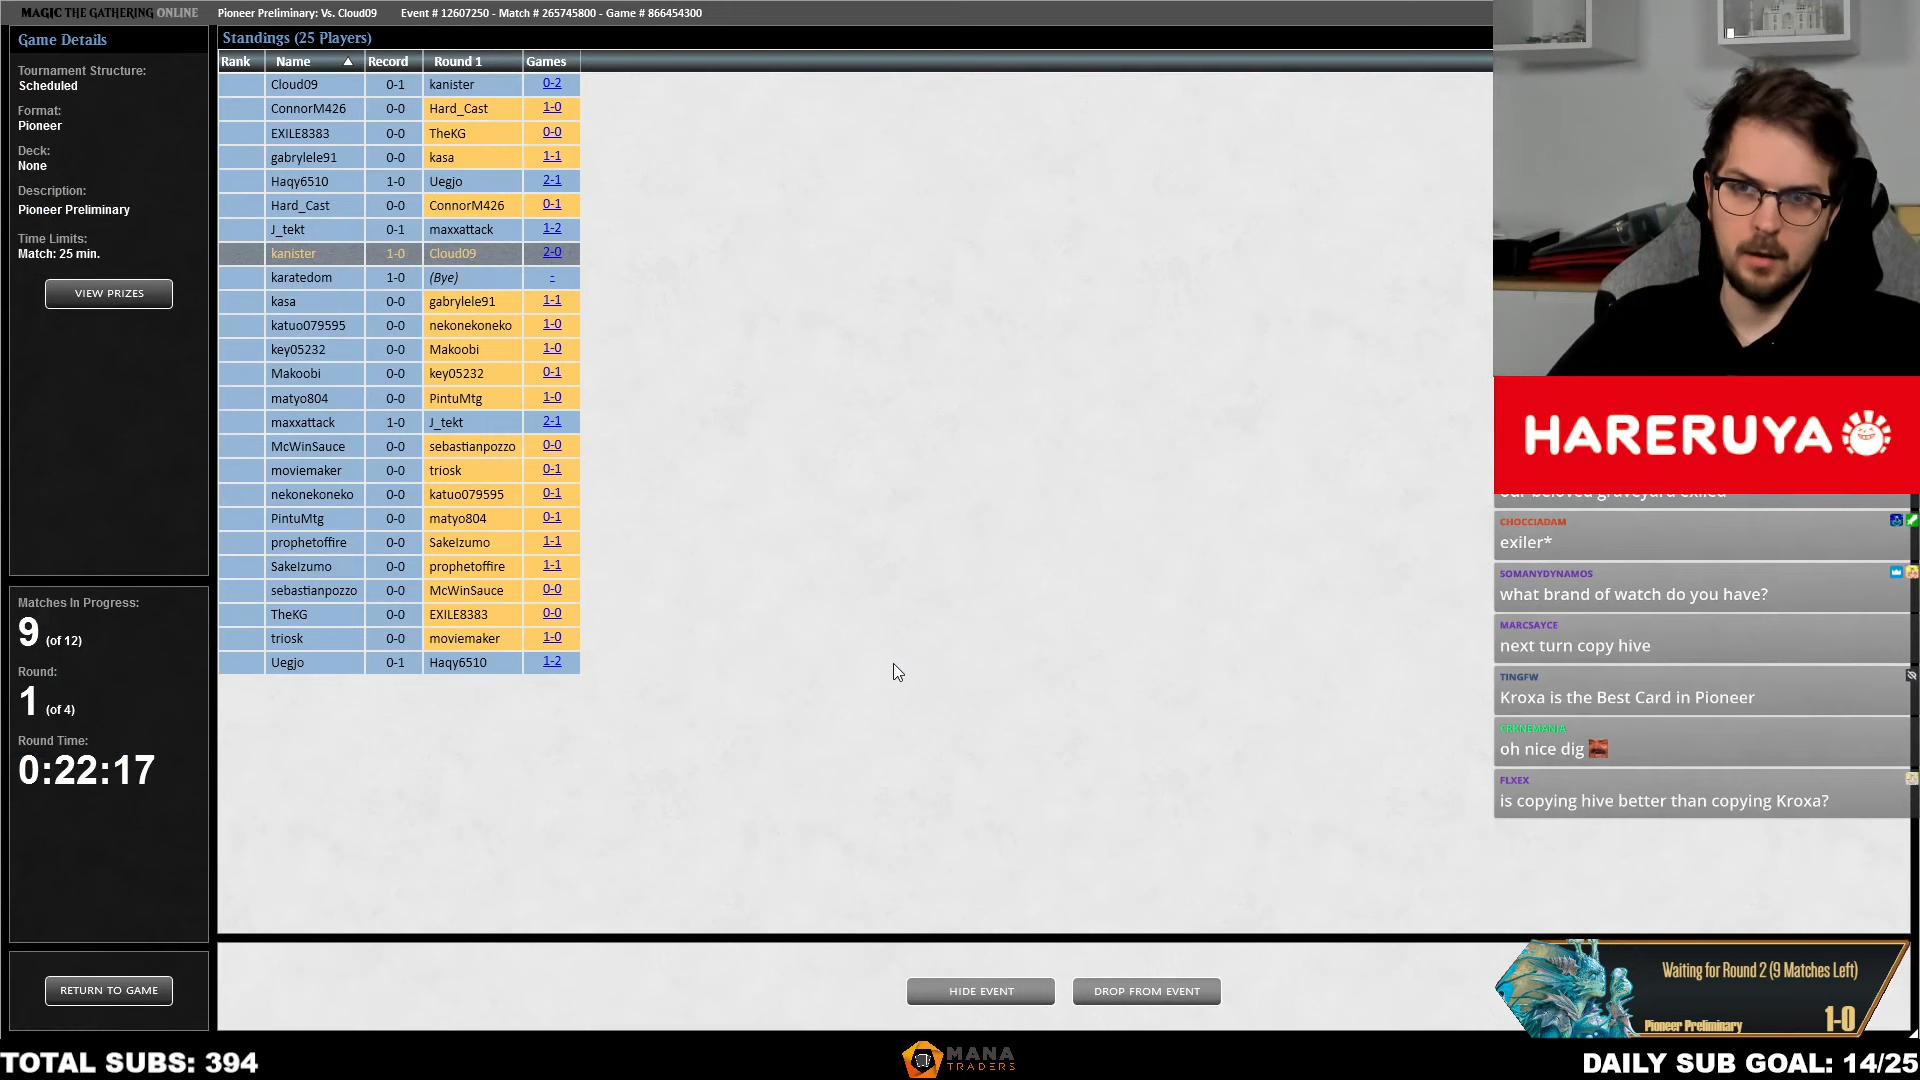 MAGIC THE GATHERING ONLINE
Pioneer Preliminary: Vs. Cloud09 Event # 12607250 - Match # 265745800 - Game # 866454300
Game Details
Tournament Structure:
Scheduled
Format:
Pioneer
Deck:
None
Description:
Pioneer Preliminary
Time Limits:
Match: 25 min.
VIEW PRIZES
Matches In Progress:
9 (of 12)
Round:
1 (of 4)
Round Time:
0:22:17
RETURN TO GAME
Standings (25 Players)
Rank Name Record Round 1 Games
Cloud09 0-1 kanister 0-2
ConnorM426 0-0 Hard_Cast 1-0
EXILE8383 0-0 TheKG 0-0
gabrylele91 0-0 kasa 1-1
Haqy6510 1-0 Uegjo 2-1
Hard_Cast 0-0 ConnorM426 0-1
J_tekt 0-1 maxxattack 1-2
kanister 1-0 Cloud09 2-0
karatedom 1-0 (Bye) -
kasa 0-0 gabrylele91 1-1
katuo079595 0-0 nekonekoneko 1-0
key05232 0-0 Makoobi 1-0
Makoobi 0-0 key05232 0-1
matyo804 0-0 PintuMtg 1-0
maxxattack 1-0 J_tekt 2-1
McWinSauce 0-0 sebastianpozzo 0-0
moviemaker 0-0 triosk 0-1
nekonekoneko 0-0 katuo079595 0-1
PintuMtg 0-0 matyo804 0-1
prophetoffire 0-0 SakeIzumo 1-1
SakeIzumo 0-0 prophetoffire 1-1
sebastianpozzo 0-0 McWinSauce 0-0
TheKG 0-0 EXILE8383 0-0
triosk 0-0 moviemaker 1-0
Uegjo 0-1 Haqy6510 1-2
HIDE EVENT
DROP FROM EVENT
HARERUYA
our beloved graveyard exiled
CHOCCIADAM
exiler*
SOMANYDYNAMOS
what brand of watch do you have?
MARCSAYCE
next turn copy hive
TINGFW
Kroxa is the Best Card in Pioneer
CRKNEMANJA
oh nice dig
FLXEX
is copying hive better than copying Kroxa?
Waiting for Round 2 (9 Matches Left)
Pioneer Preliminary 1-0
TOTAL SUBS: 394
MANA
TRADERS
DAILY SUB GOAL: 14/25